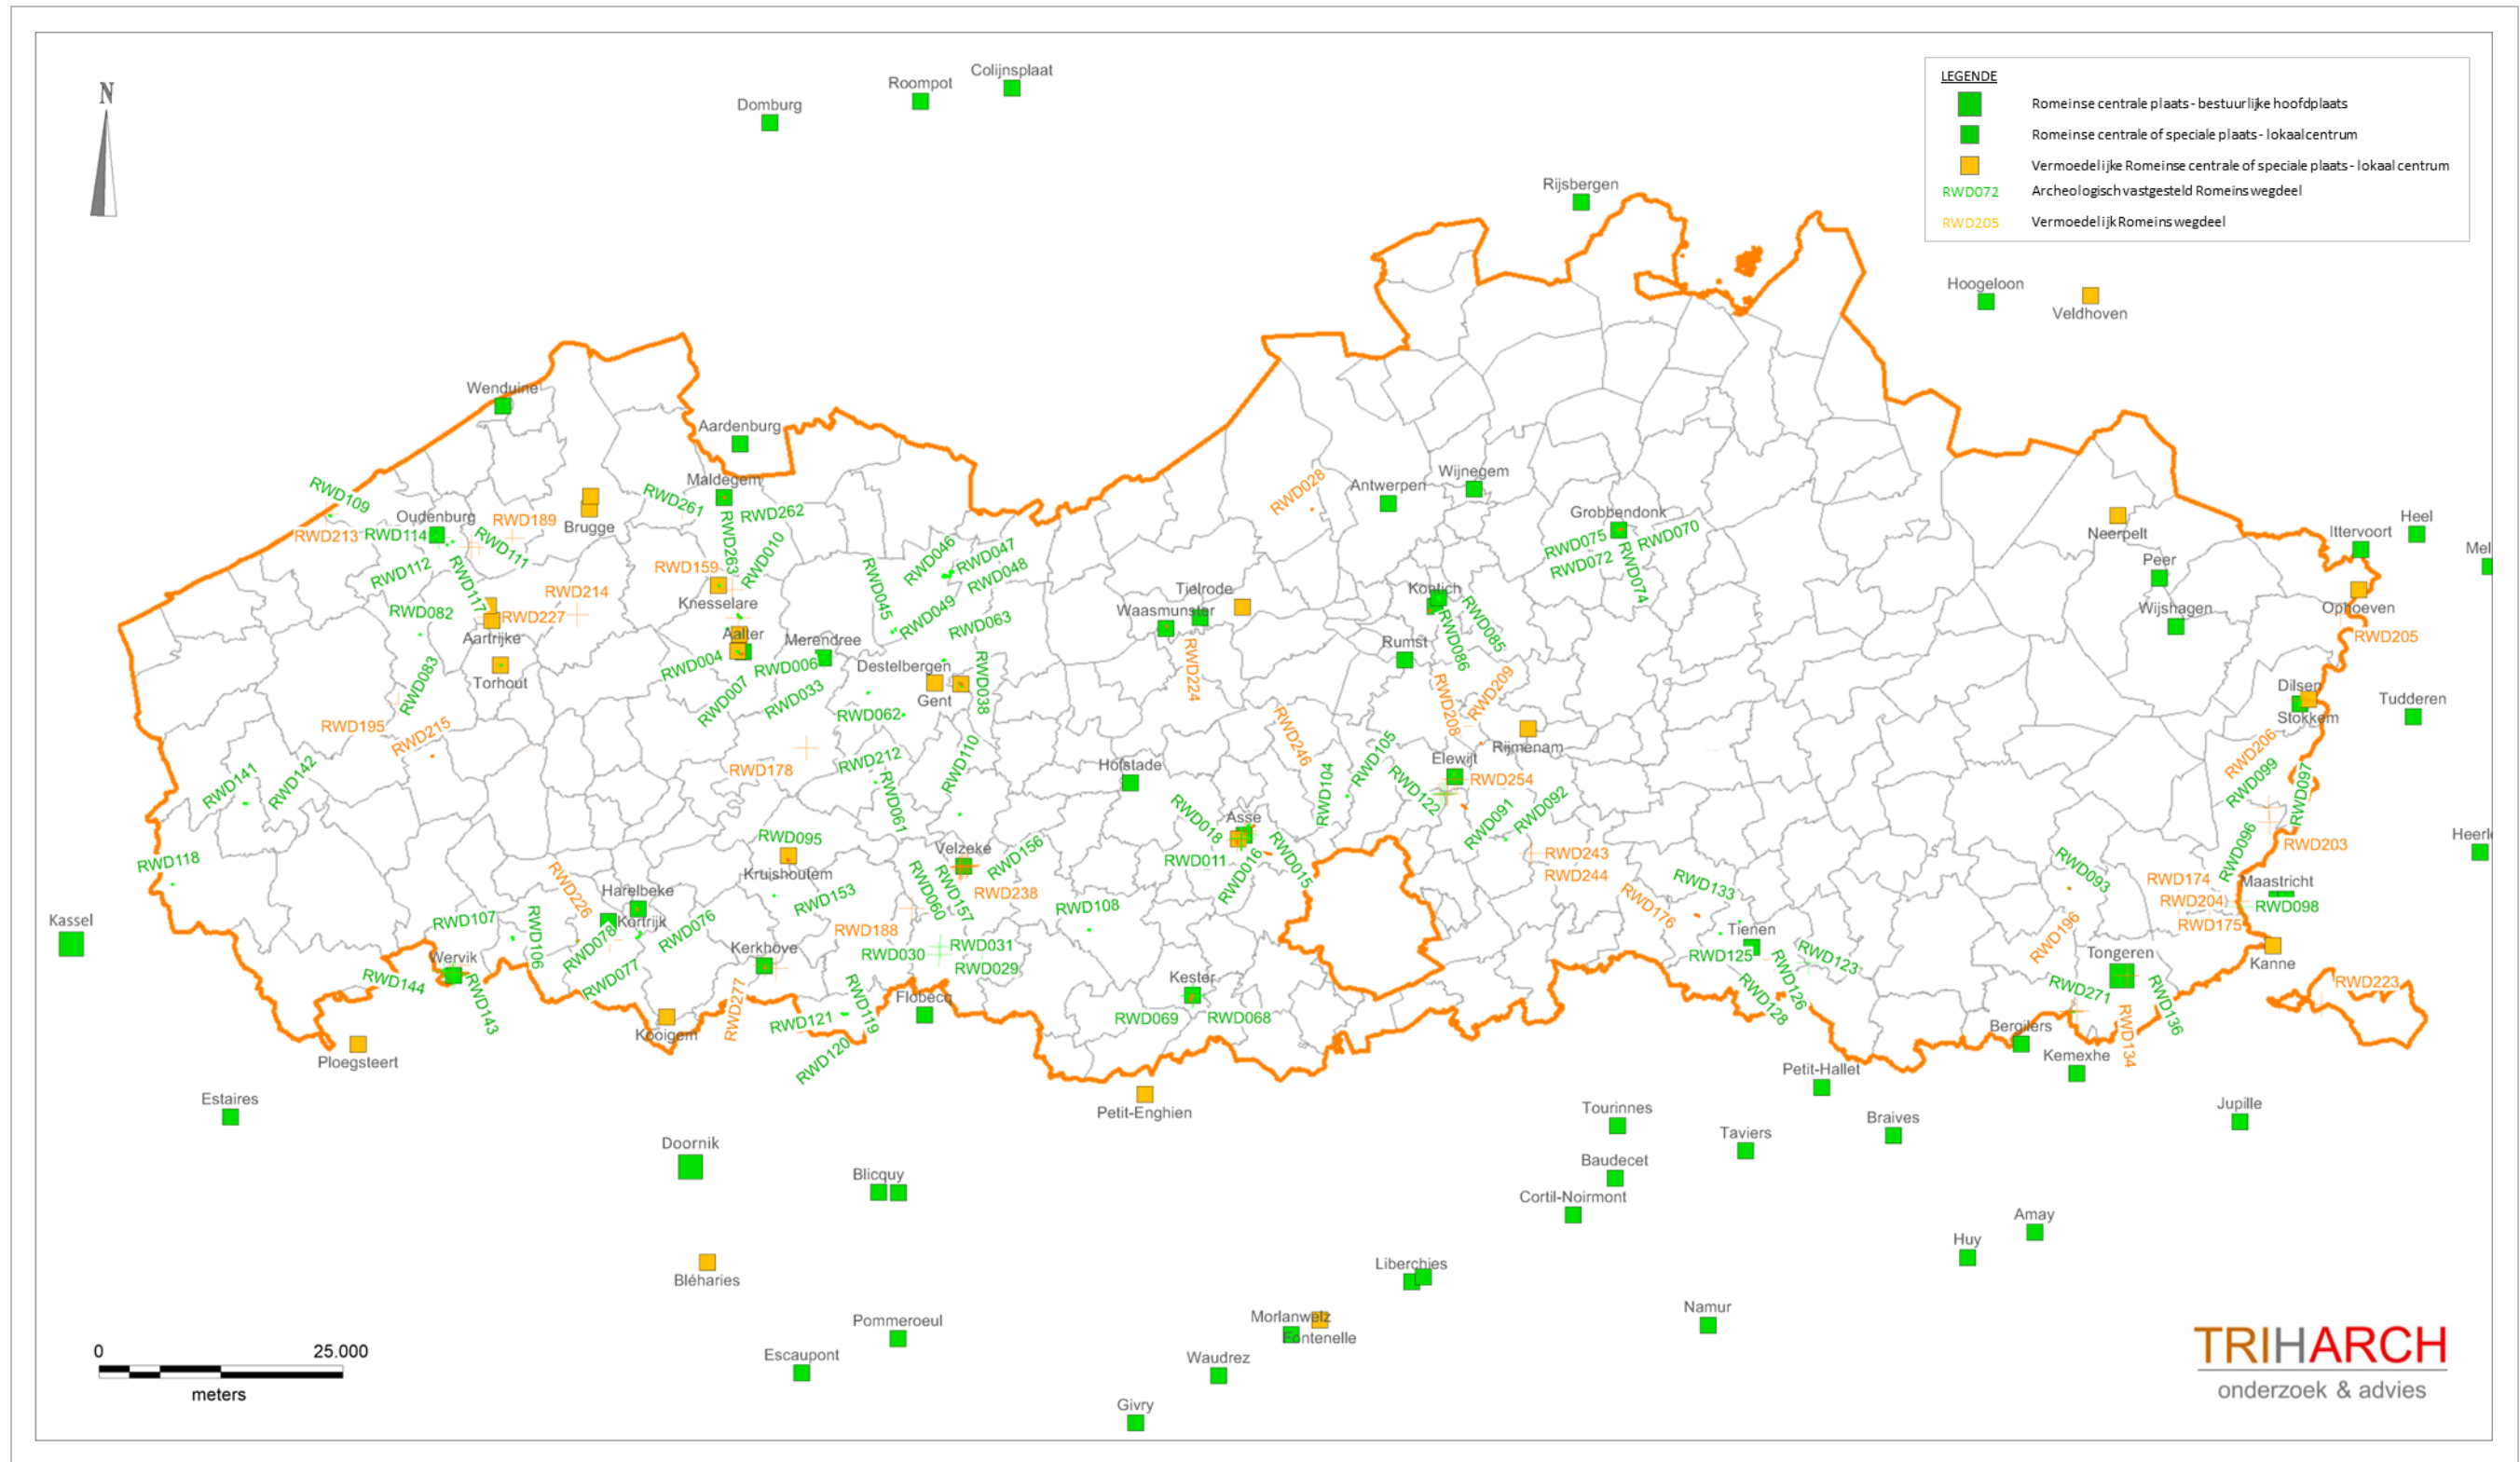 Colijnsplaat
Roompot
Domburg
N
LEGENDE
Romeinse centrale plaats - bestuurlijke hoofdplaats
Romeinse centrale of speciale plaats - lokaal centrum
Vermoedelijke Romeinse centrale of speciale plaats - lokaal centrum
RWD072 Archeologisch vastgesteld Romeins wegdeel
RWD205 Vermoedelijk Romeins wegdeel
Rijsbergen
Hoogeloon
Veldhoven
Wenduine
Aardenburg
Maldegem
Wijnegem
Antwerpen
RWD028
RWD109
RWD261
RWD262
Oudenburg
Brugge
RWD189
RWD213
RWD114
RWD111
RWD263
RWD010
Grobbendonk
RWD075
RWD070
RWD072
RWD074
Neerpelt
Ittervoort
Heel
Mel
Peer
RWD112
RWD117
RWD159
RWD045
RWD046
RWD047
RWD048
RWD049
RWD063
RWD214
RWD082
RWD227
Knesselare
Tielrode
Waasmunster
Kontich
RWD085
RWD086
Wijshagen
Ophoeven
RWD205
Aartrijke
Aalter
Merendree
Rumst
RWD004
RWD006
RWD007
RWD033
Destelbergen
Gent
RWD038
RWD224
Torhout
RWD083
RWD195
RWD215
RWD062
RWD208
RWD209
Dilsen
Stokkem
Tudderen
RWD246
Rijmenam
RWD141
RWD142
RWD178
RWD212
RWD061
RWD110
Hofstade
RWD104
RWD105
RWD122
Elewijt
RWD254
RWD206
RWD099
RWD097
RWD018
Asse
RWD091
RWD092
RWD095
Kruishoutem
Velzeke
RWD156
RWD011
RWD016
RWD015
RWD243
RWD244
RWD096
RWD203
RWD118
RWD226
Harelbeke
Kortrijk
RWD153
RWD060
RWD157
RWD238
RWD108
RWD176
RWD133
RWD093
RWD174
Maastricht
RWD204
RWD098
RWD175
Kassel
RWD107
RWD106
RWD078
RWD076
RWD077
Kerkhove
RWD188
RWD030
RWD031
RWD029
Tienen
RWD125
RWD123
RWD126
RWD128
RWD196
Tongeren
RWD271
RWD136
RWD134
Kanne
RWD223
Wervik
RWD144
RWD143
RWD277
RWD121
RWD119
RWD120
Flobecq
Kester
RWD069
RWD068
Kooigem
Ploegsteert
Bergilers
Kemexhe
Petit-Hallet
Estaires
Petit-Enghien
Tourinnes
Taviers
Braives
Jupille
Doornik
Blicquy
Baudecet
Cortil-Noirmont
Amay
Huy
Bléharies
Liberchies
Pommeroeul
Morlanwelz
Fontenelle
Namur
Escaupont
Waudrez
Givry
0 25.000
meters
TRIHARCH
onderzoek & advies